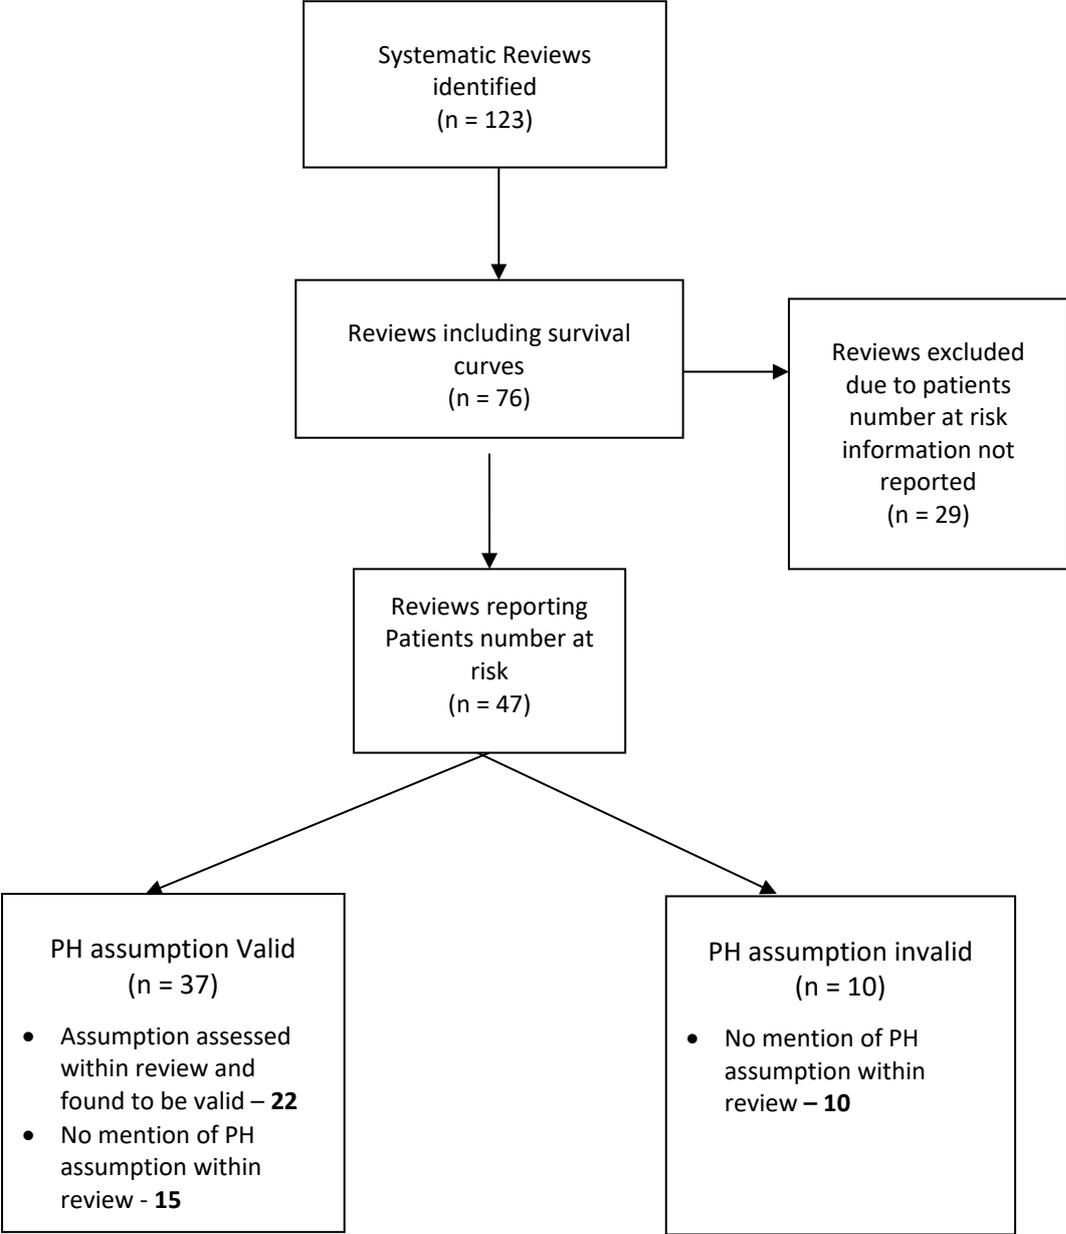 Systematic Reviews
identified
(n = 123)
Reviews including survival
curves
(n = 76)
Reviews excluded
due to patients
number at risk
information not
reported
(n = 29)
Reviews reporting
Patients number at
risk
(n = 47)
PH assumption Valid
(n = 37)
• Assumption assessed
within review and
found to be valid – 22
• No mention of PH
assumption within
review - 15
PH assumption invalid
(n = 10)
• No mention of PH
assumption within
review – 10